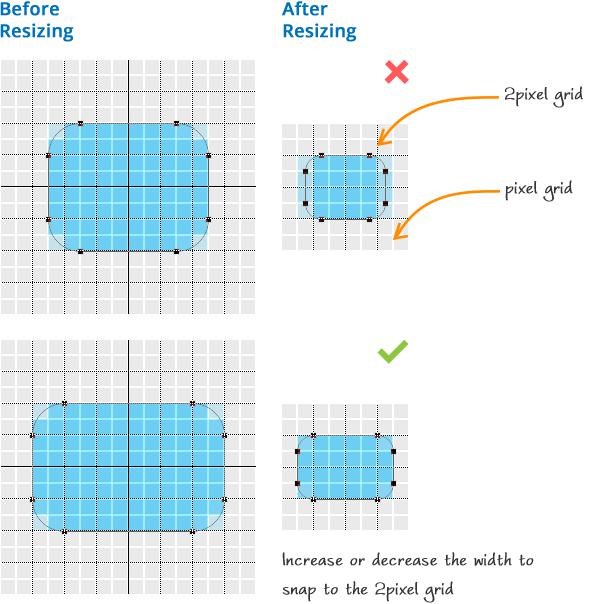 Before
Resizing
After
Resizing
2pixel grid
pixel grid
Increase or decrease the width to
snap to the 2pixel grid